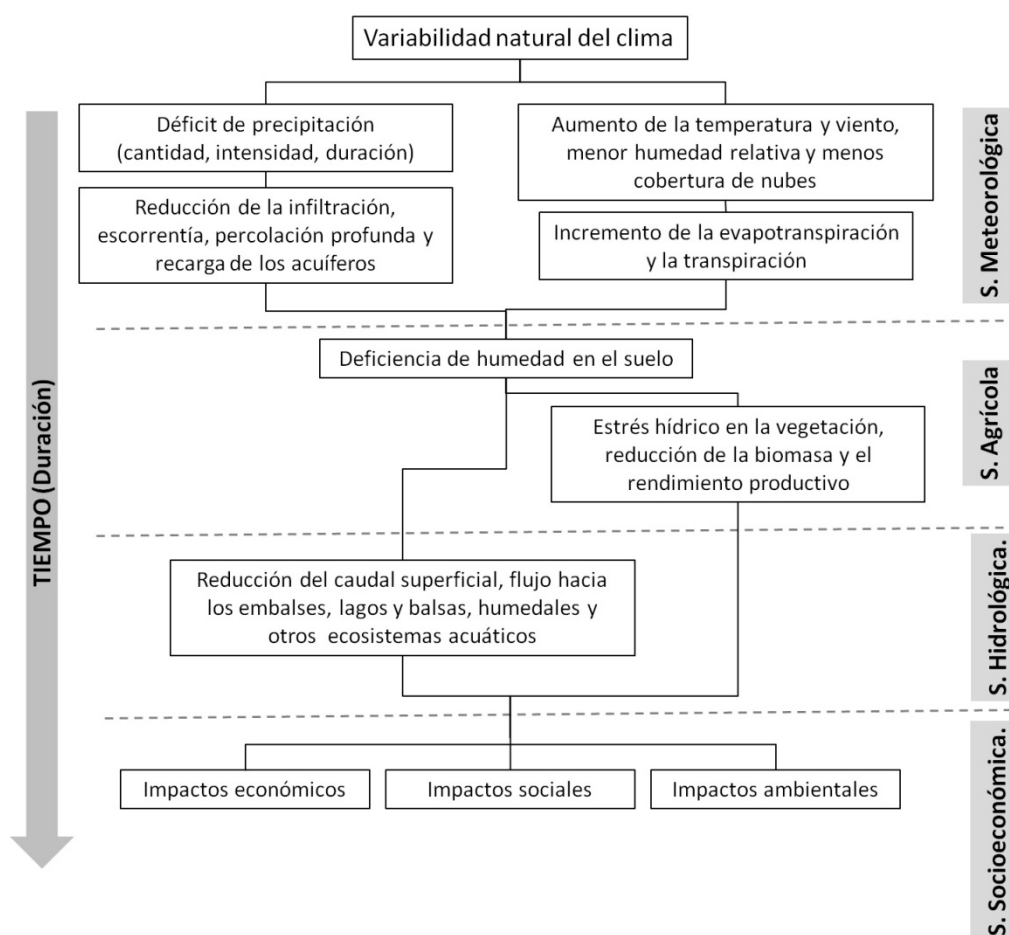 Variabilidad natural del clima
Déficit de precipitación
(cantidad, intensidad, duración)
Aumento de la temperatura y viento,
menor humedad relativa y menos
cobertura de nubes
Reducción de la infiltración,
escorrentía, percolación profunda y
recarga de los acuíferos
Incremento de la evapotranspiración
y la transpiración
S. Meteorológica
Deficiencia de humedad en el suelo
Estrés hídrico en la vegetación,
reducción de la biomasa y el
rendimiento productivo
S. Agrícola
TIEMPO (Duración)
Reducción del caudal superficial, flujo hacia
los embalses, lagos y balsas, humedales y
otros ecosistemas acuáticos
S. Hidrológica.
Impactos económicos
Impactos sociales
Impactos ambientales
S. Socioeconómica.